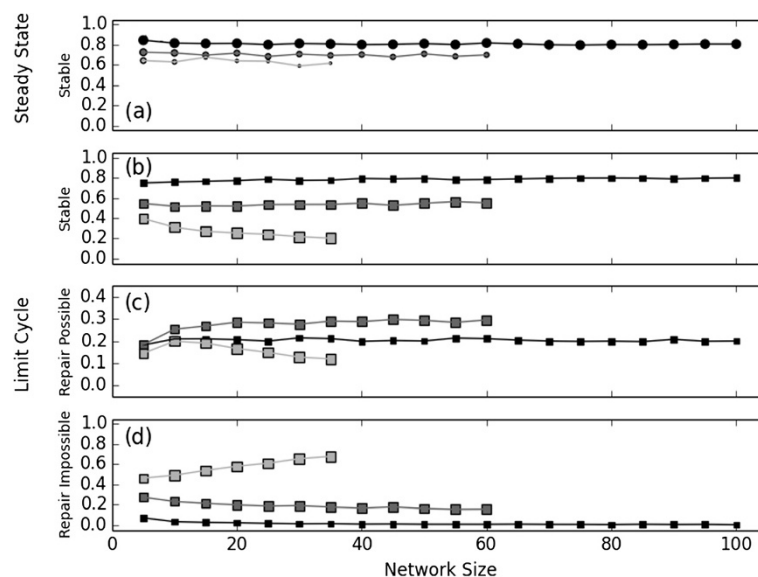 Steady State
Stable
1.0
0.8
0.6
0.4
0.2
0.0
(a)
Limit Cycle
Stable
1.0
0.8
0.6
0.4
0.2
0.0
(b)
Repair Possible
0.4
0.3
0.2
0.1
0.0
(c)
Repair Impossible
1.0
0.8
0.6
0.4
0.2
0.0
(d)
0 20 40 60 80 100
Network Size